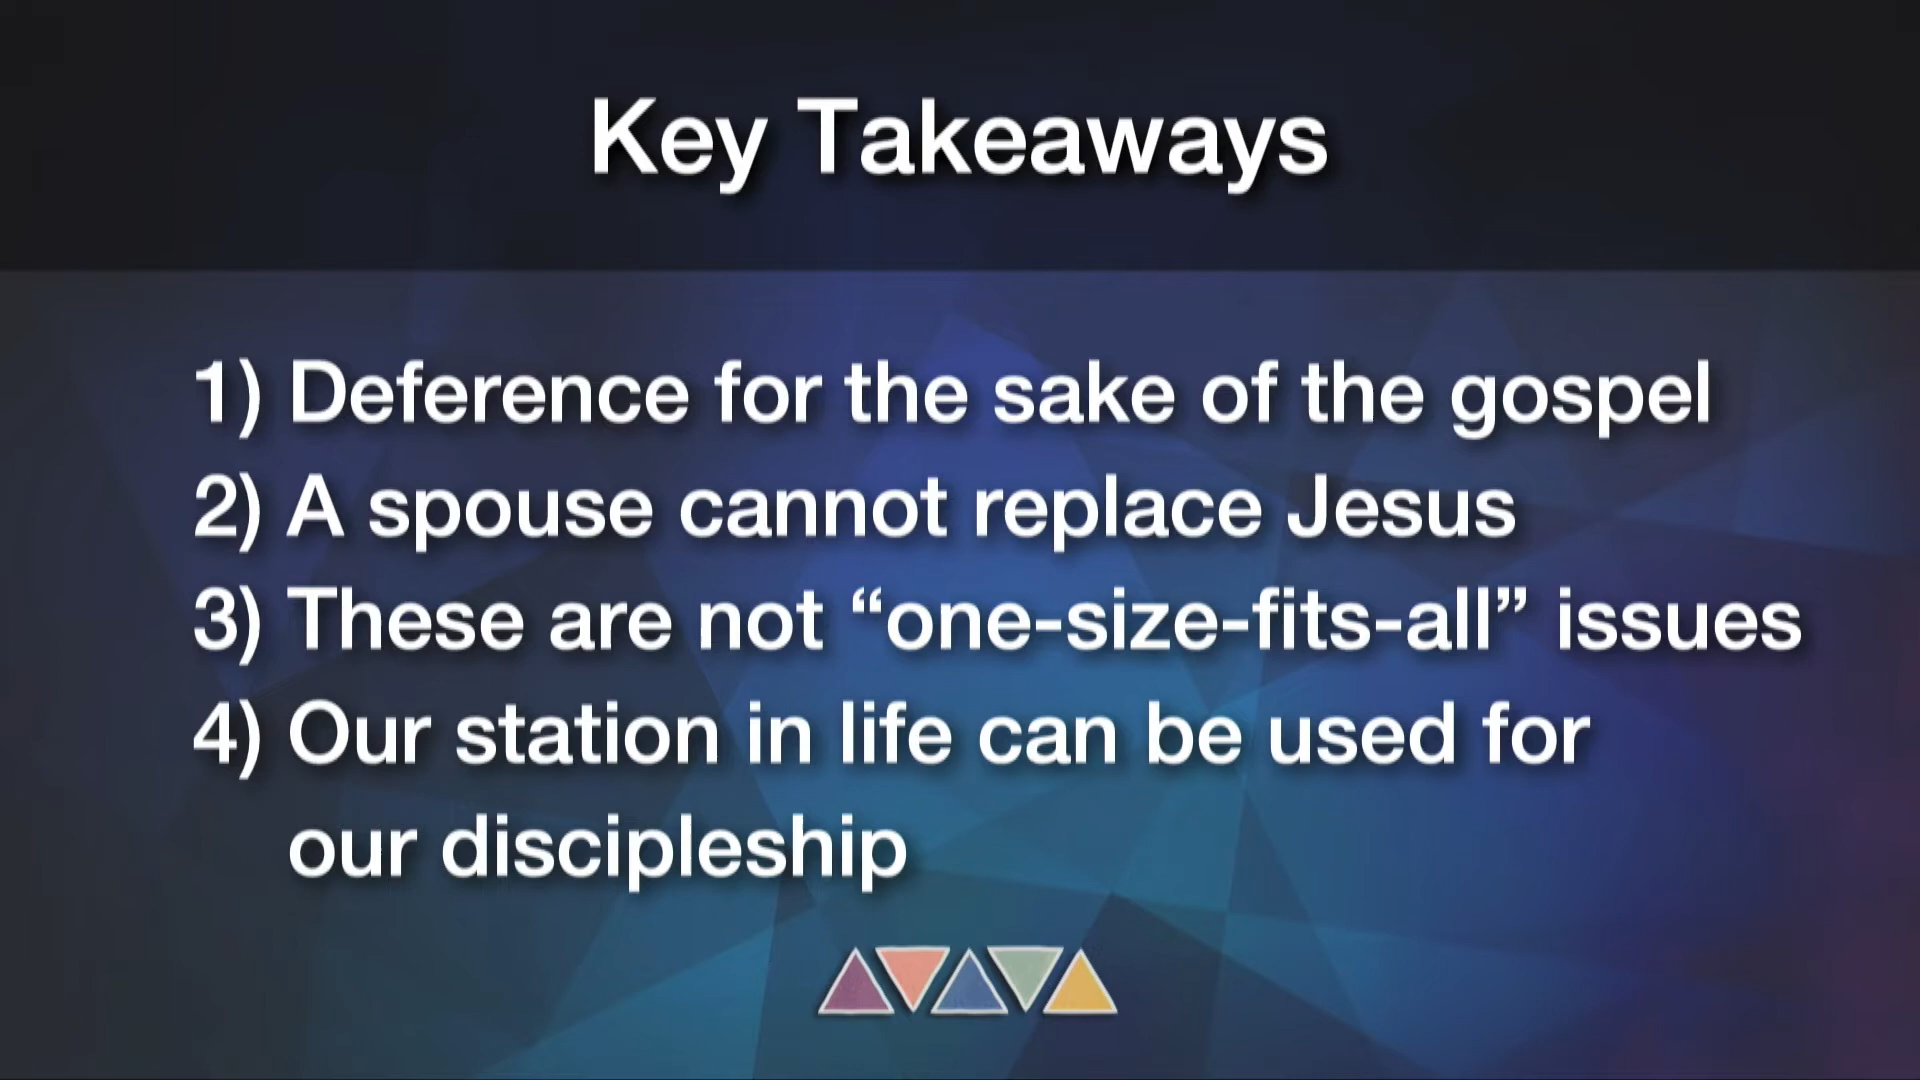 Key Takeaways
1) Deference for the sake of the gospel
2) A spouse cannot replace Jesus
3) These are not “one-size-fits-all” issues
4) Our station in life can be used for
our discipleship